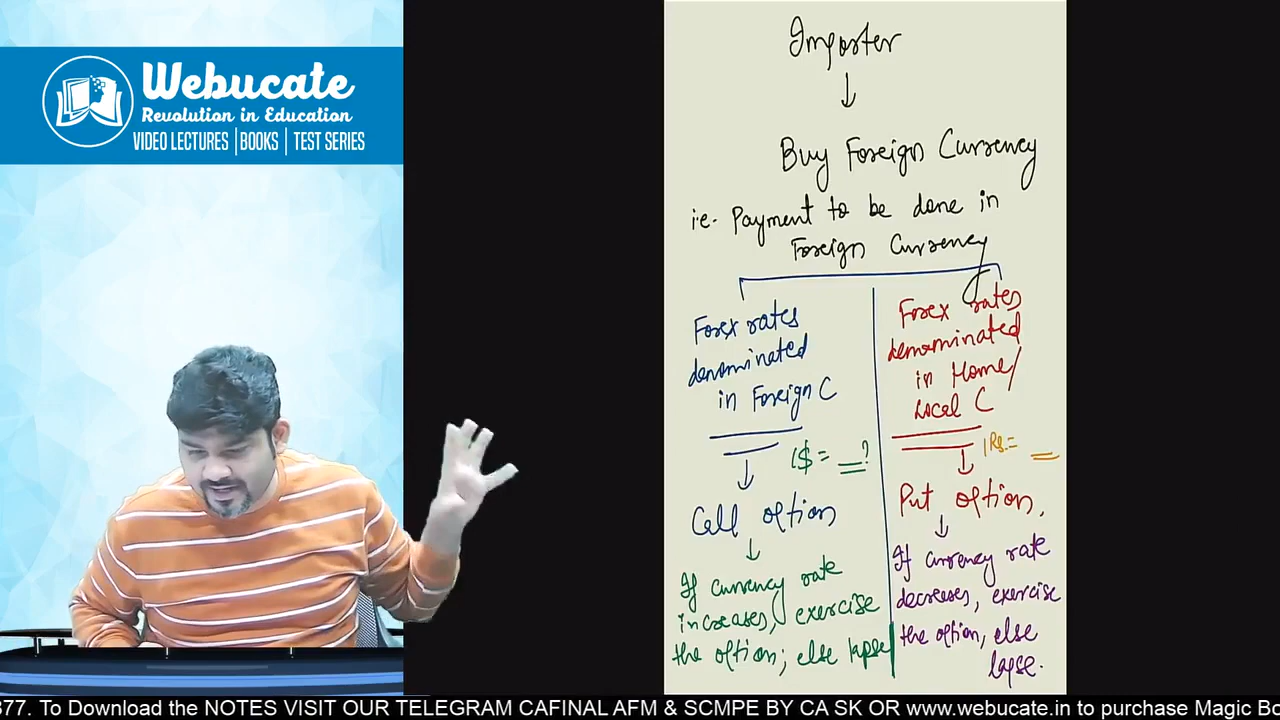 Webucate
Revolution in Education
VIDEO LECTURES | BOOKS | TEST SERIES
Importer
↓
Buy Foreign Currency
i.e. Payment to be done in
Foreign Currency
Forex rates
denominated
in Foreign C
1$ = __?
↓
Call option
↓
If currency rate
increases, exercise
the option; else lapse
Forex rates
denominated
in Home/
Local C
1Rs. = __
↓
Put option.
↓
If currency rate
decreases, exercise
the option, else
lapse.
377. To Download the NOTES VISIT OUR TELEGRAM CAFINAL AFM & SCMPE BY CA SK OR www.webucate.in to purchase Magic Bo